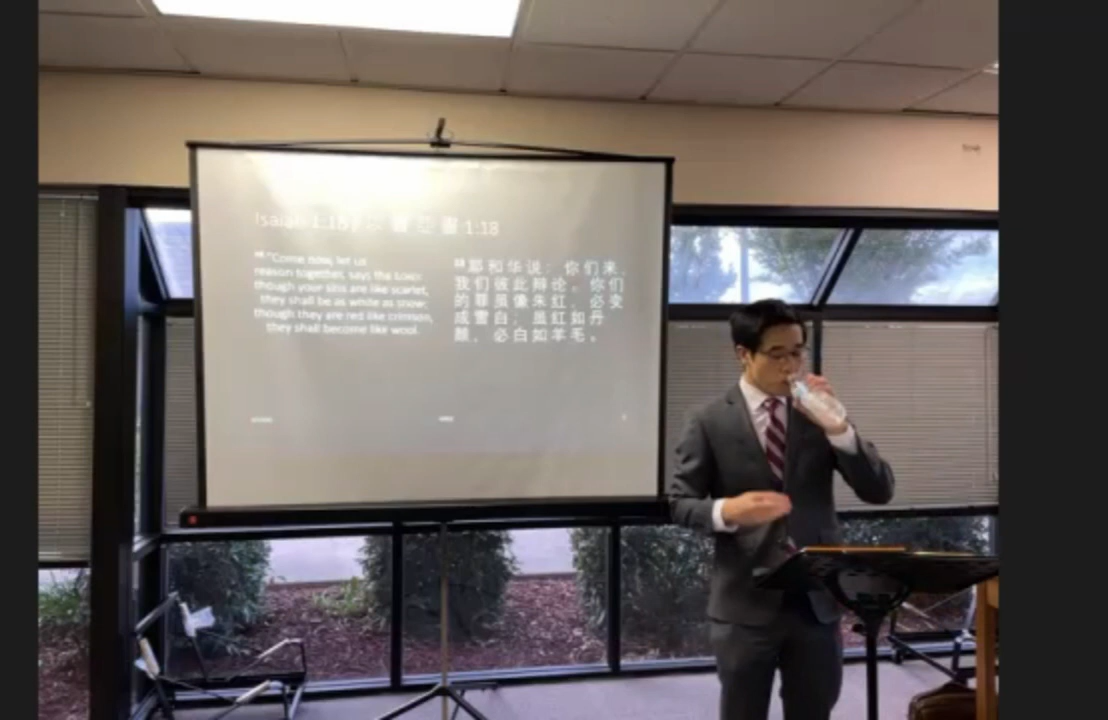 Isaiah 1:18 以 赛 亚 书 1:18
18 "Come now, let us
reason together, says the LORD:
though your sins are like scarlet,
they shall be as white as snow;
though they are red like crimson,
they shall become like wool.
18 耶和华说：你们来，
我们彼此辩论。你们
的罪虽像朱红，必变
成雪白；虽红如丹
颜，必白如羊毛。